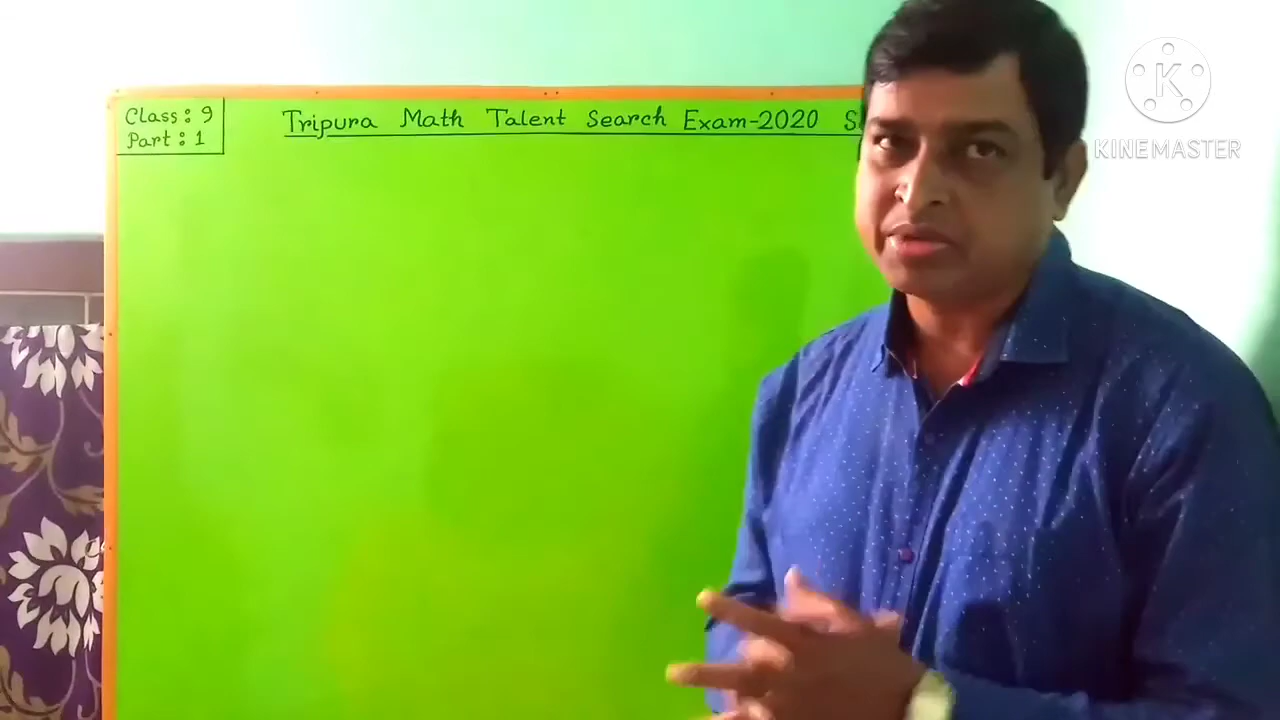 Class: 9
Part: 1
Tripura Math Talent Search Exam-2020
K
KINEMASTER